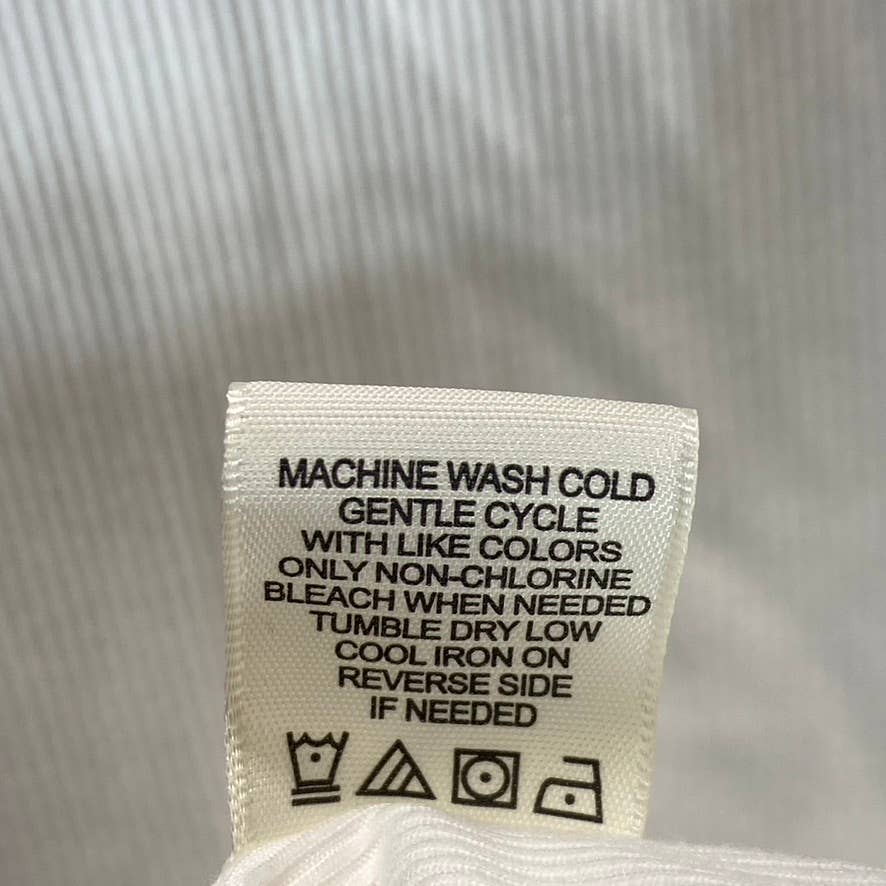 MACHINE WASH COLD
GENTLE CYCLE
WITH LIKE COLORS
ONLY NON-CHLORINE
BLEACH WHEN NEEDED
TUMBLE DRY LOW
COOL IRON ON
REVERSE SIDE
IF NEEDED